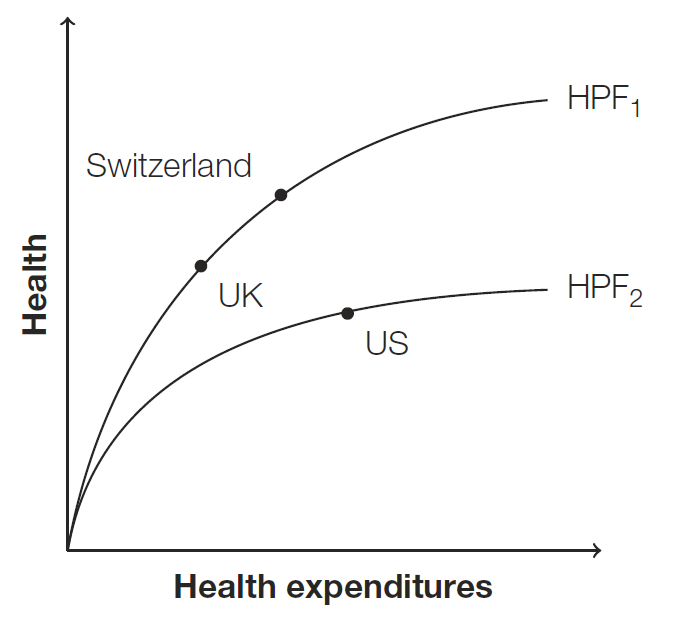 HPF₁
Switzerland
UK
HPF₂
US
Health
Health expenditures